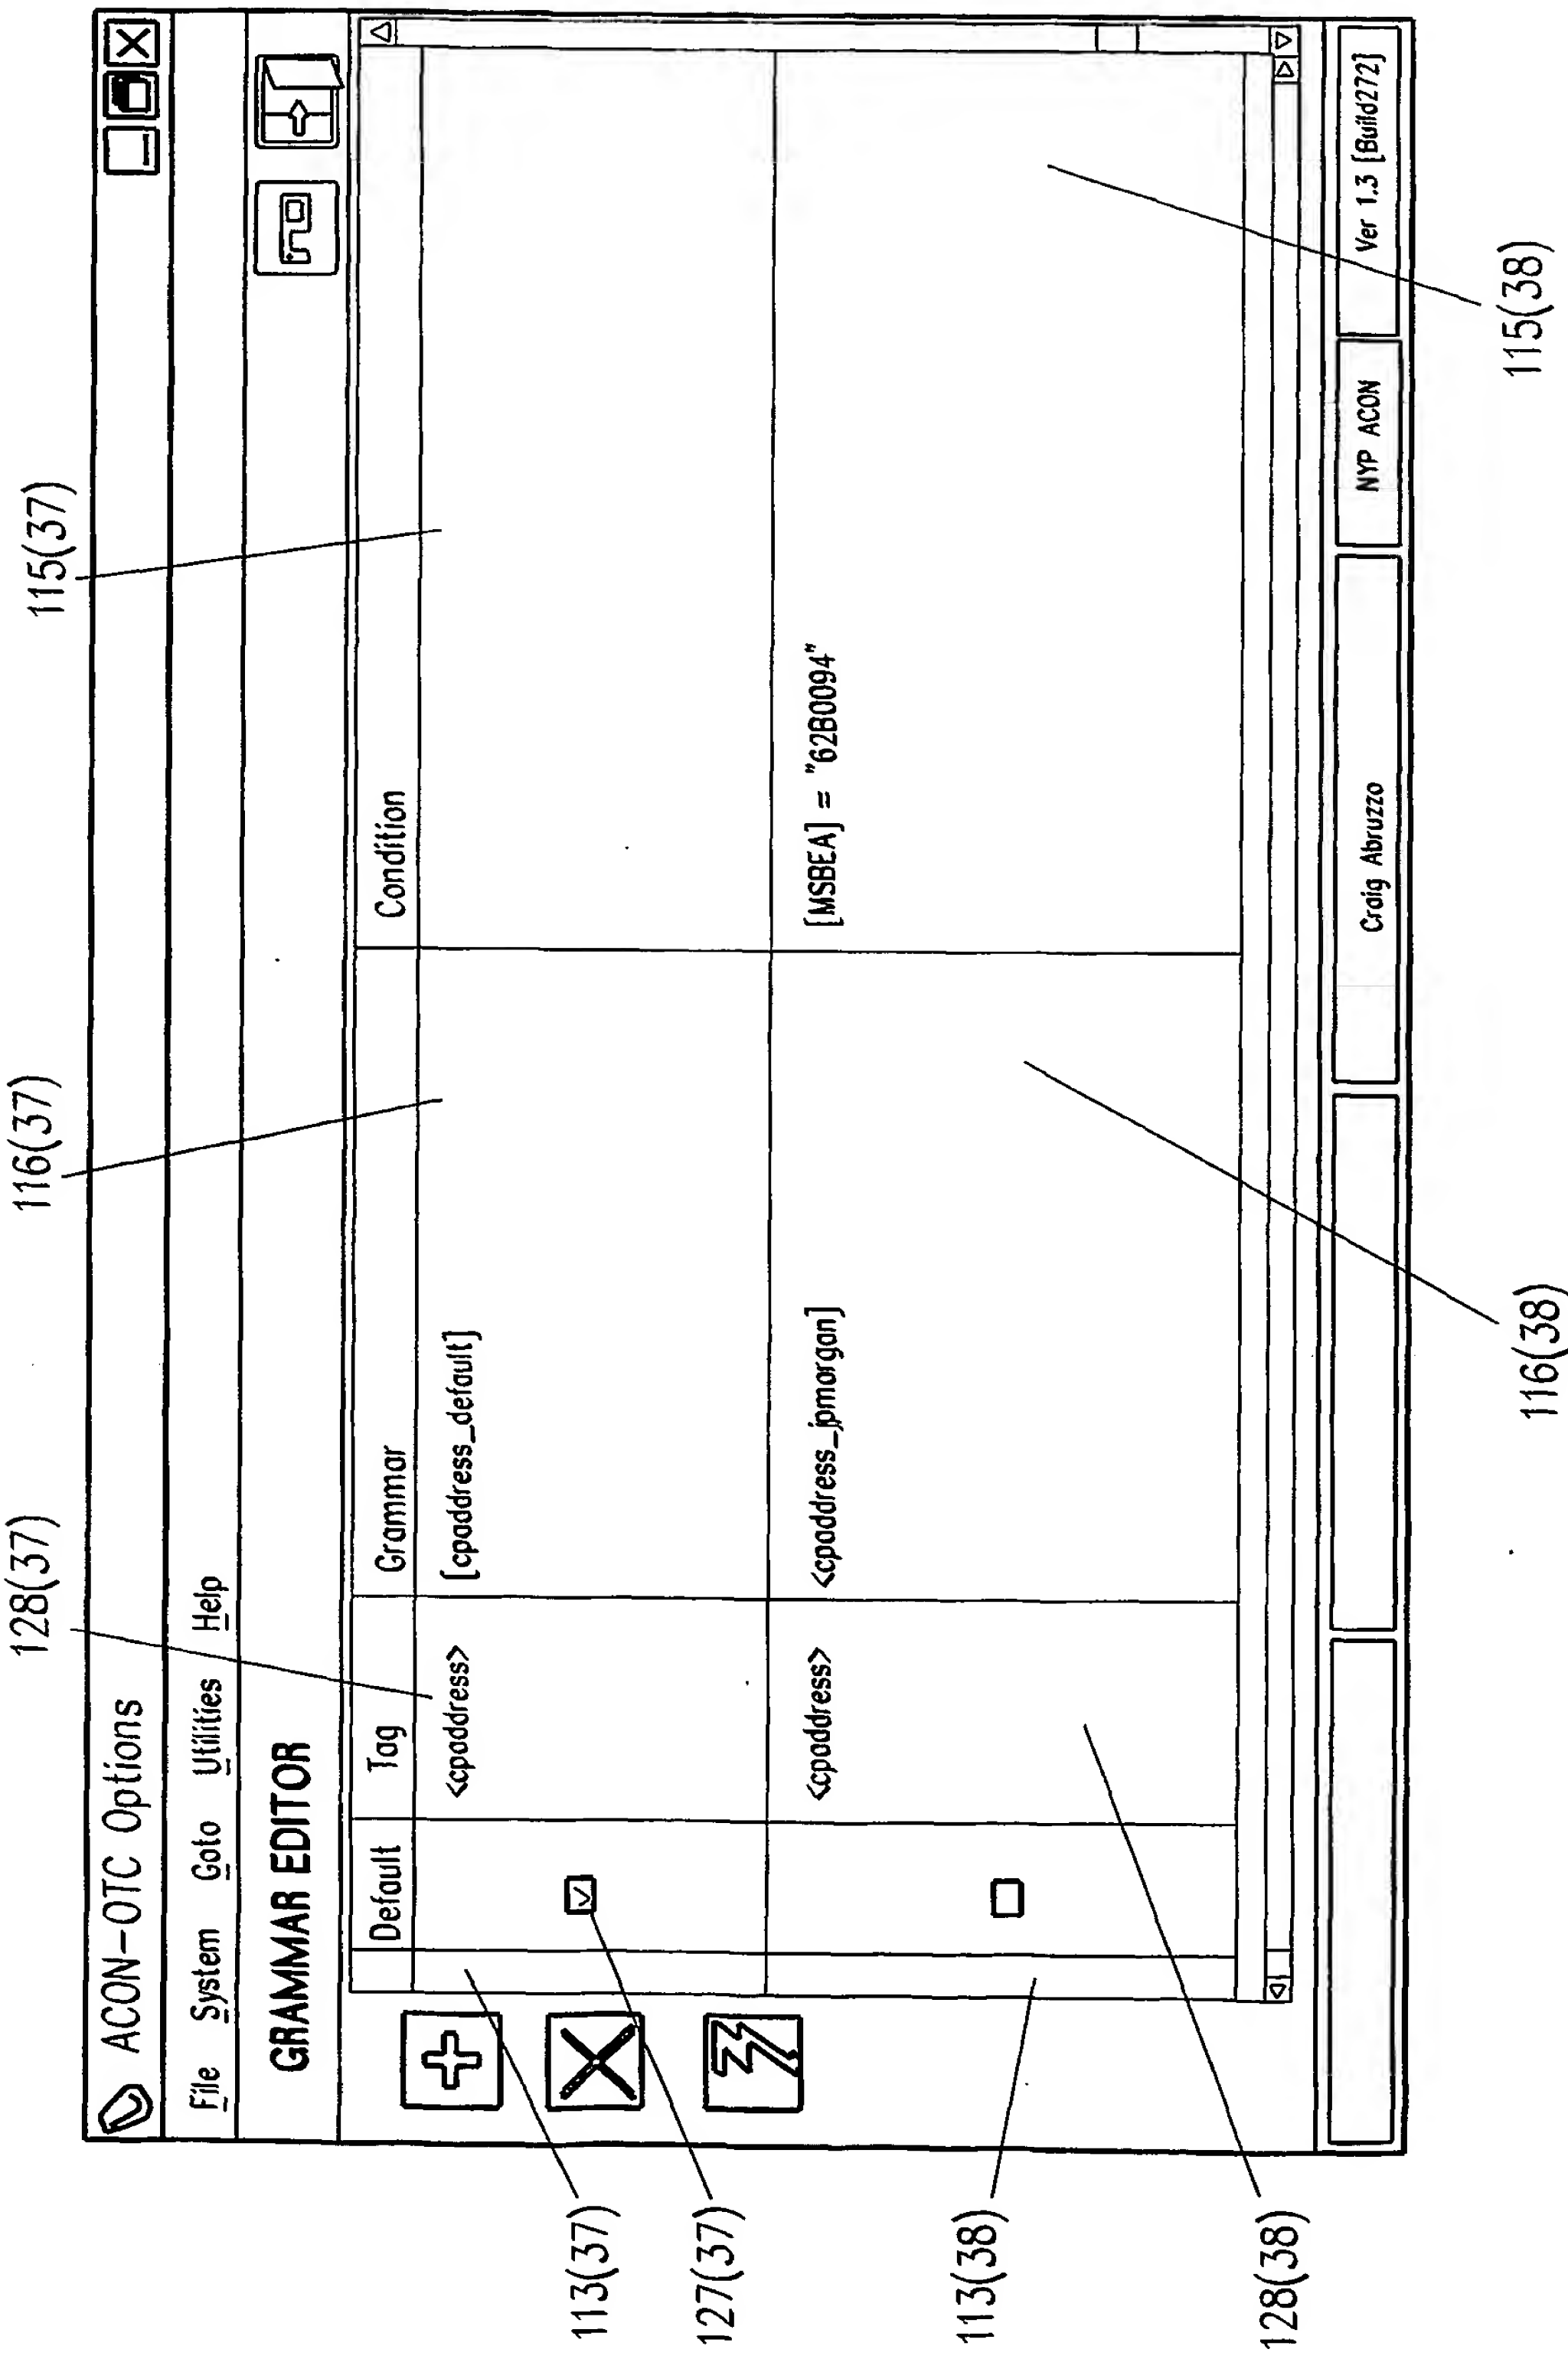 128(37)
116(37)
115(37)
ACON-OTC Options
File System Goto Utilities Help
GRAMMAR EDITOR
Default Tag Grammar Condition
<cpaddress> [cpaddress_default]
<cpaddress> <cpaddress_jpmorgan] [MSBEA] = "62B0094"
Craig Abruzzo NYP ACON Ver 1.3 [Build272]
113(37)
127(37)
113(38)
128(38)
116(38)
115(38)